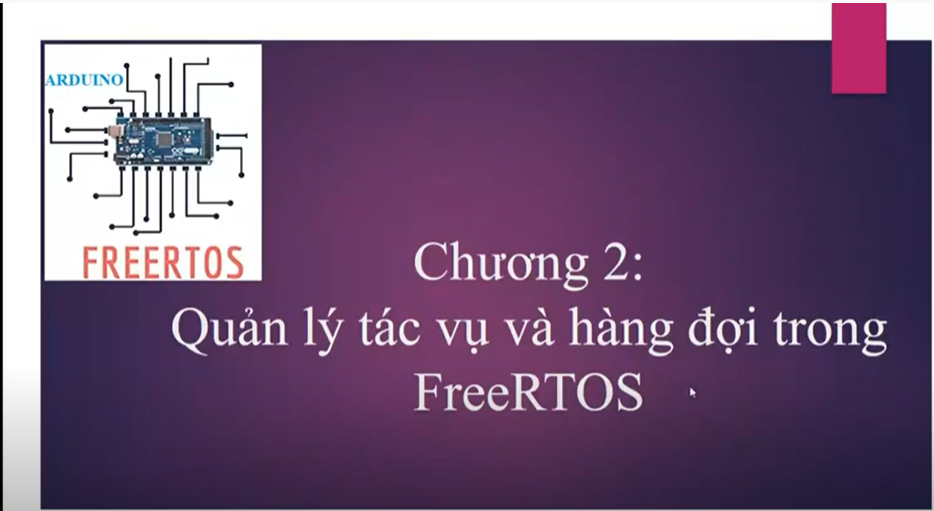 ARDUINO
FREERTOS
Chương 2:
Quản lý tác vụ và hàng đợi trong
FreeRTOS